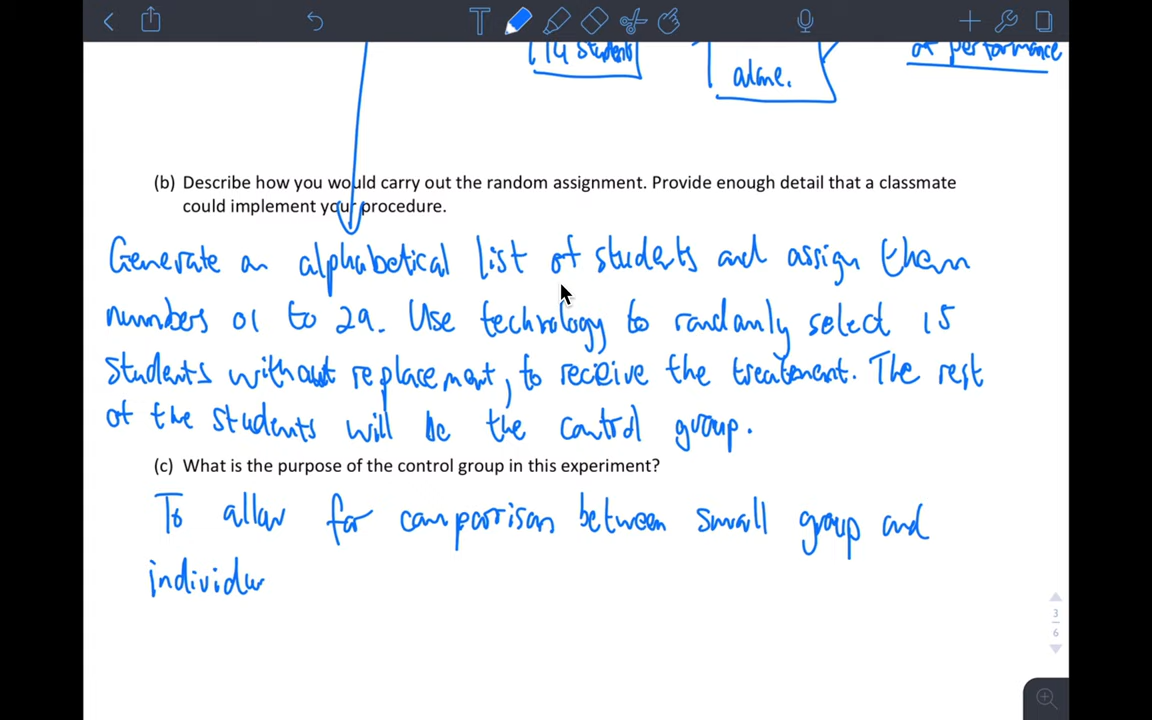 (14 students
alone.
of performance
(b) Describe how you would carry out the random assignment. Provide enough detail that a classmate
could implement your procedure.
Generate an alphabetical list of students and assign them
numbers 01 to 29. Use technology to randomly select 15
students without replacement, to receive the treatement. The rest
of the students will be the control group.
(c) What is the purpose of the control group in this experiment?
To allow for comparrison between small group and
individu
3
6